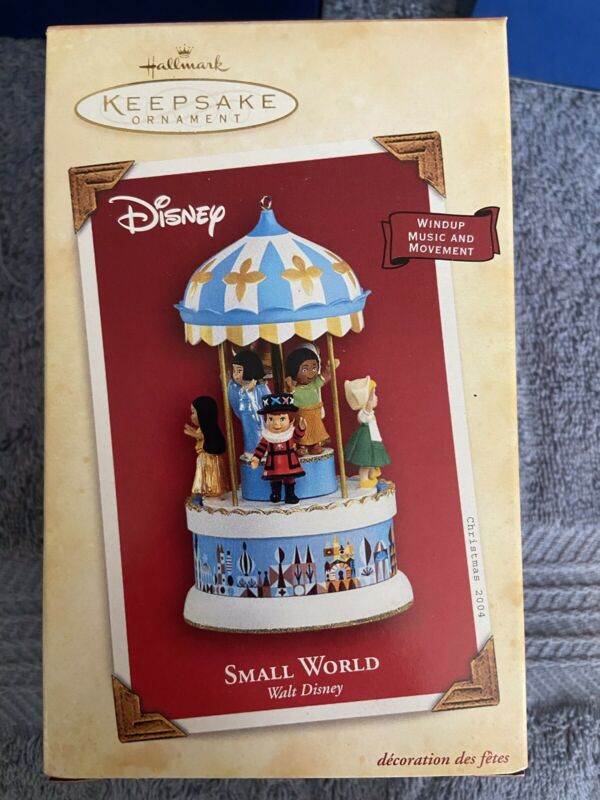 Hallmark
KEEPSAKE
ORNAMENT
DISNEY
WINDUP
MUSIC AND
MOVEMENT
Christmas 2004
SMALL WORLD
Walt Disney
décoration des fêtes